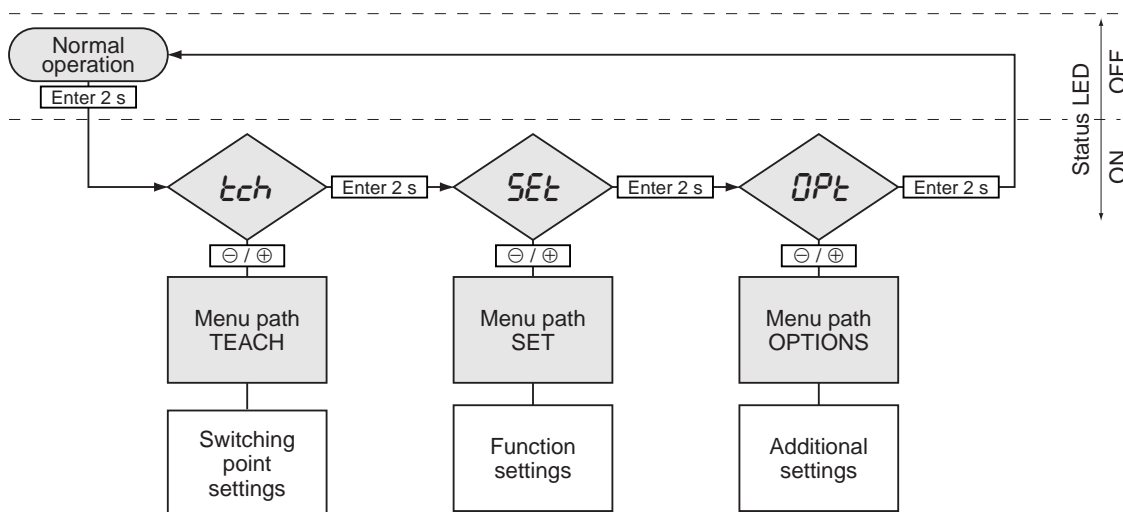 Normal
operation
Enter 2 s
Status LED
OFF
ON
tch
Enter 2 s
SEt
Enter 2 s
OPt
Enter 2 s
⊖ / ⊕
⊖ / ⊕
⊖ / ⊕
Menu path
TEACH
Menu path
SET
Menu path
OPTIONS
Switching
point
settings
Function
settings
Additional
settings